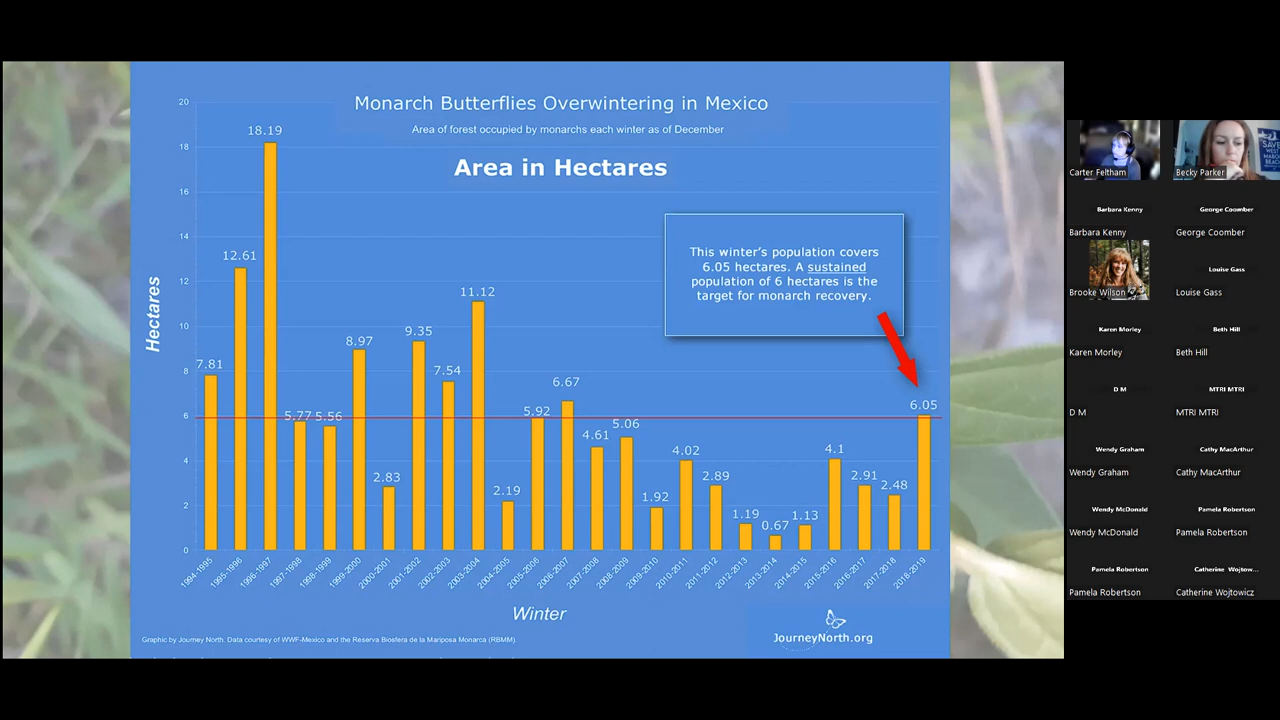 Monarch Butterflies Overwintering in Mexico
Area of forest occupied by monarchs each winter as of December
Area in Hectares
This winter's population covers
6.05 hectares. A sustained
population of 6 hectares is the
target for monarch recovery.
Hectares
20
18
16
14
12
10
8
6
4
2
0
7.81
12.61
18.19
5.77
5.56
8.97
2.83
9.35
7.54
11.12
2.19
5.92
6.67
4.61
5.06
1.92
4.02
2.89
1.19
0.67
1.13
4.1
2.91
2.48
6.05
1994-1995
1995-1996
1996-1997
1997-1998
1998-1999
1999-2000
2000-2001
2001-2002
2002-2003
2003-2004
2004-2005
2005-2006
2006-2007
2007-2008
2008-2009
2009-2010
2010-2011
2011-2012
2012-2013
2013-2014
2014-2015
2015-2016
2016-2017
2017-2018
2018-2019
Winter
Graphic by Journey North. Data courtesy of WWF-Mexico and the Reserva Biosfera de la Mariposa Monarca (RBMM).
JourneyNorth.org
SAVE
WEST
Carter Feltham
Becky Parker
Barbara Kenny
George Coomber
Barbara Kenny
George Coomber
Louise Gass
Brooke Wilson
Louise Gass
Karen Morley
Beth Hill
Karen Morley
Beth Hill
D M
MTRI MTRI
D M
MTRI MTRI
Wendy Graham
Cathy MacArthur
Wendy Graham
Cathy MacArthur
Wendy McDonald
Pamela Robertson
Wendy McDonald
Pamela Robertson
Pamela Robertson
Catherine Wojtow...
Pamela Robertson
Catherine Wojtowicz